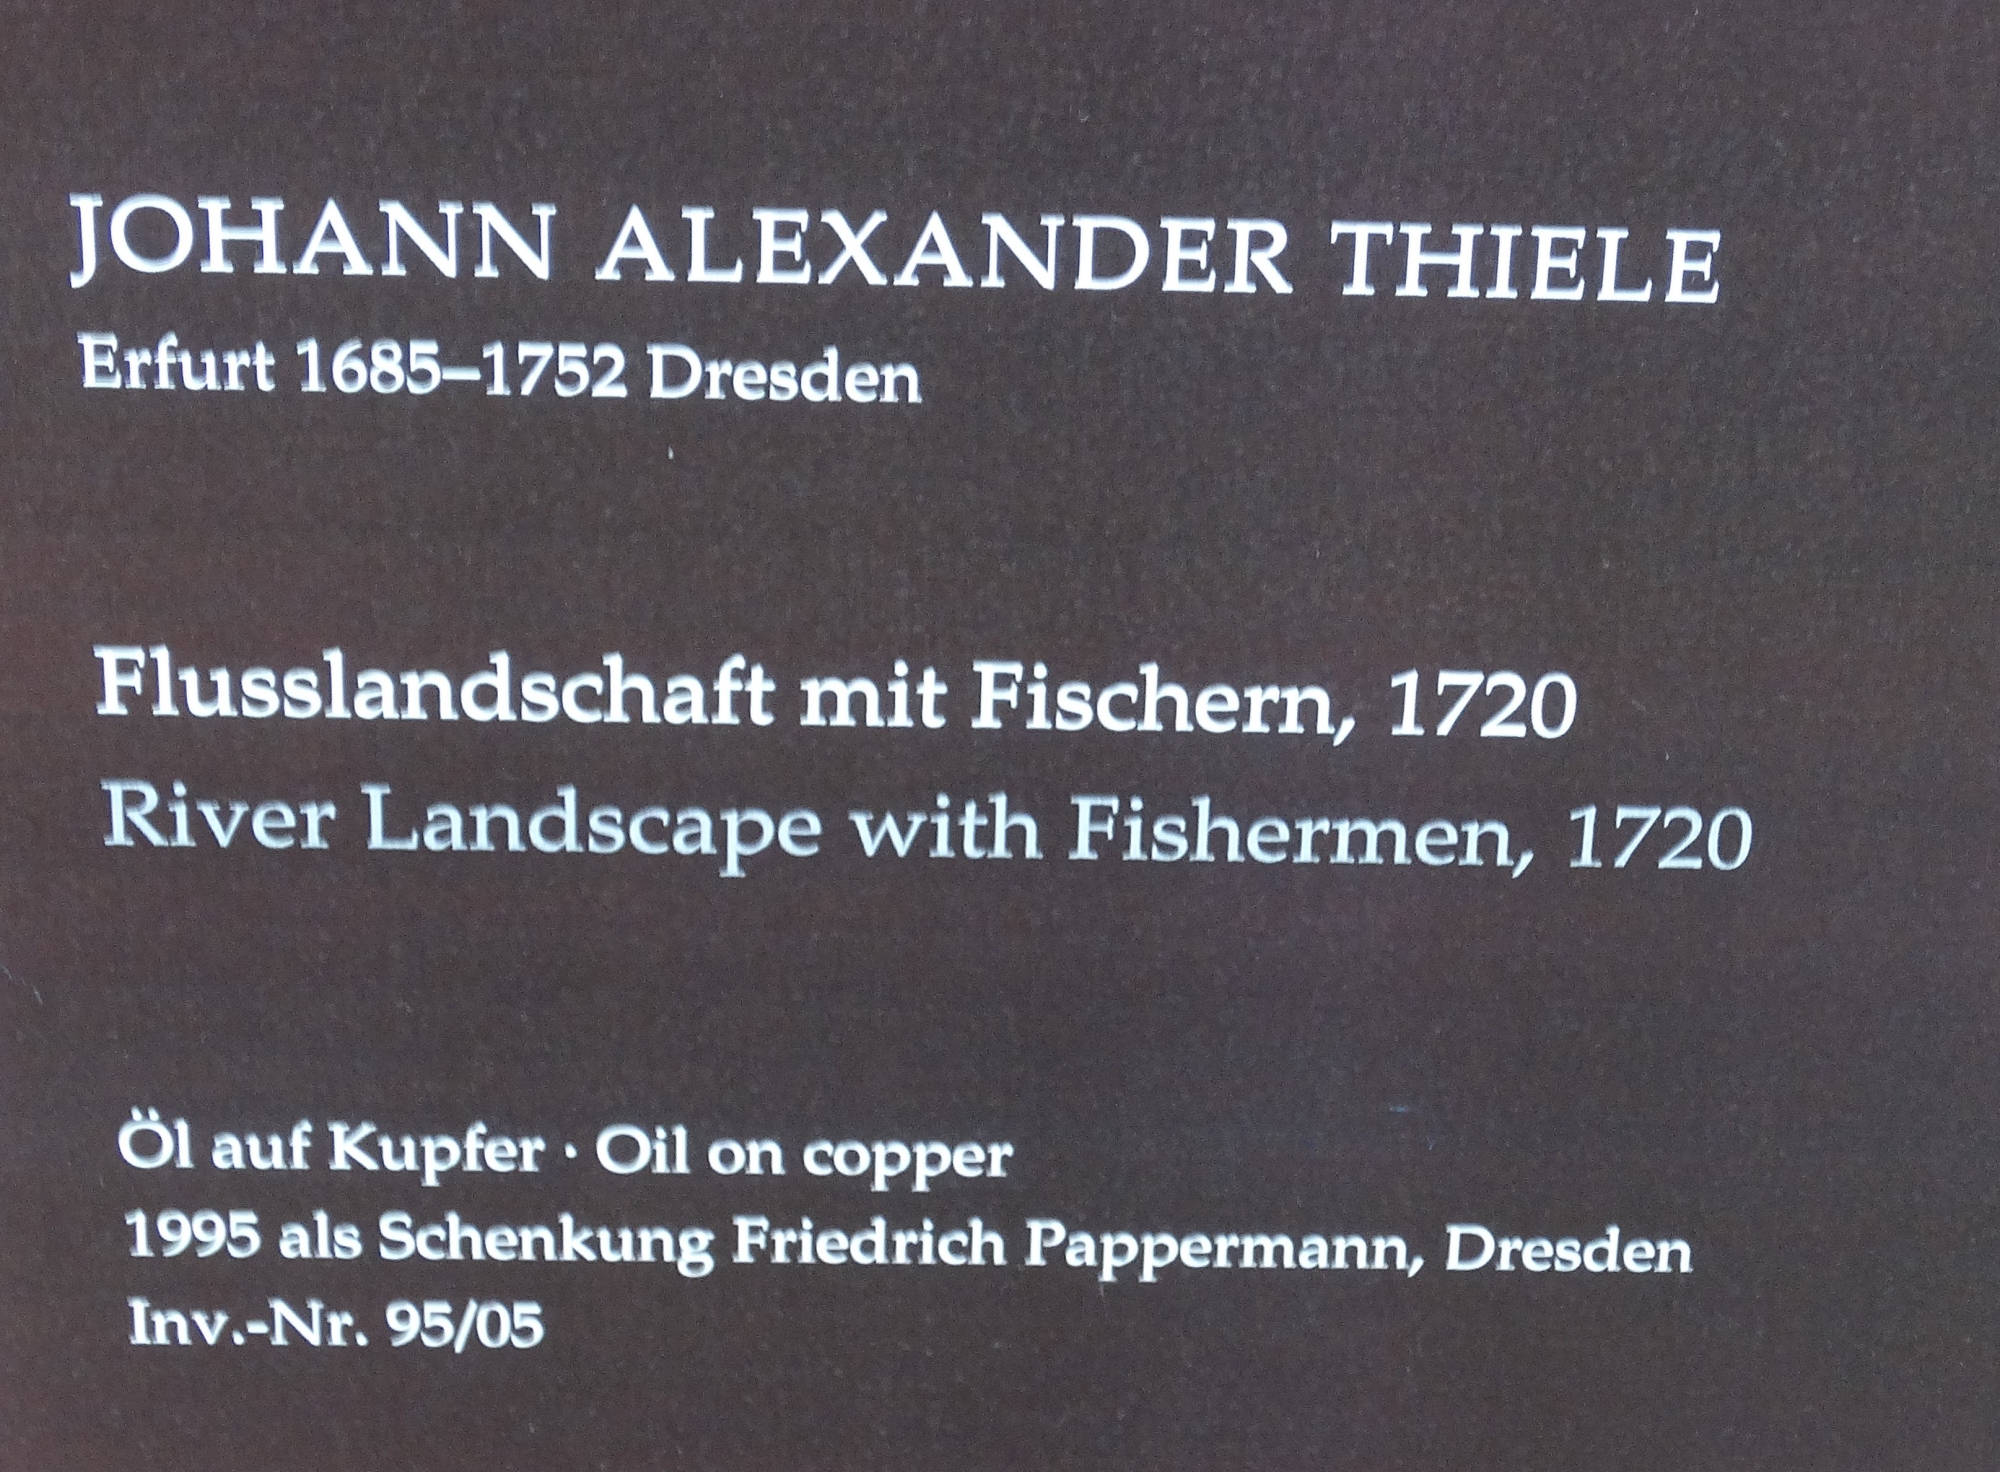 JOHANN ALEXANDER THIELE
Erfurt 1685–1752 Dresden
Flusslandschaft mit Fischern, 1720
River Landscape with Fishermen, 1720
Öl auf Kupfer · Oil on copper
1995 als Schenkung Friedrich Pappermann, Dresden
Inv.-Nr. 95/05